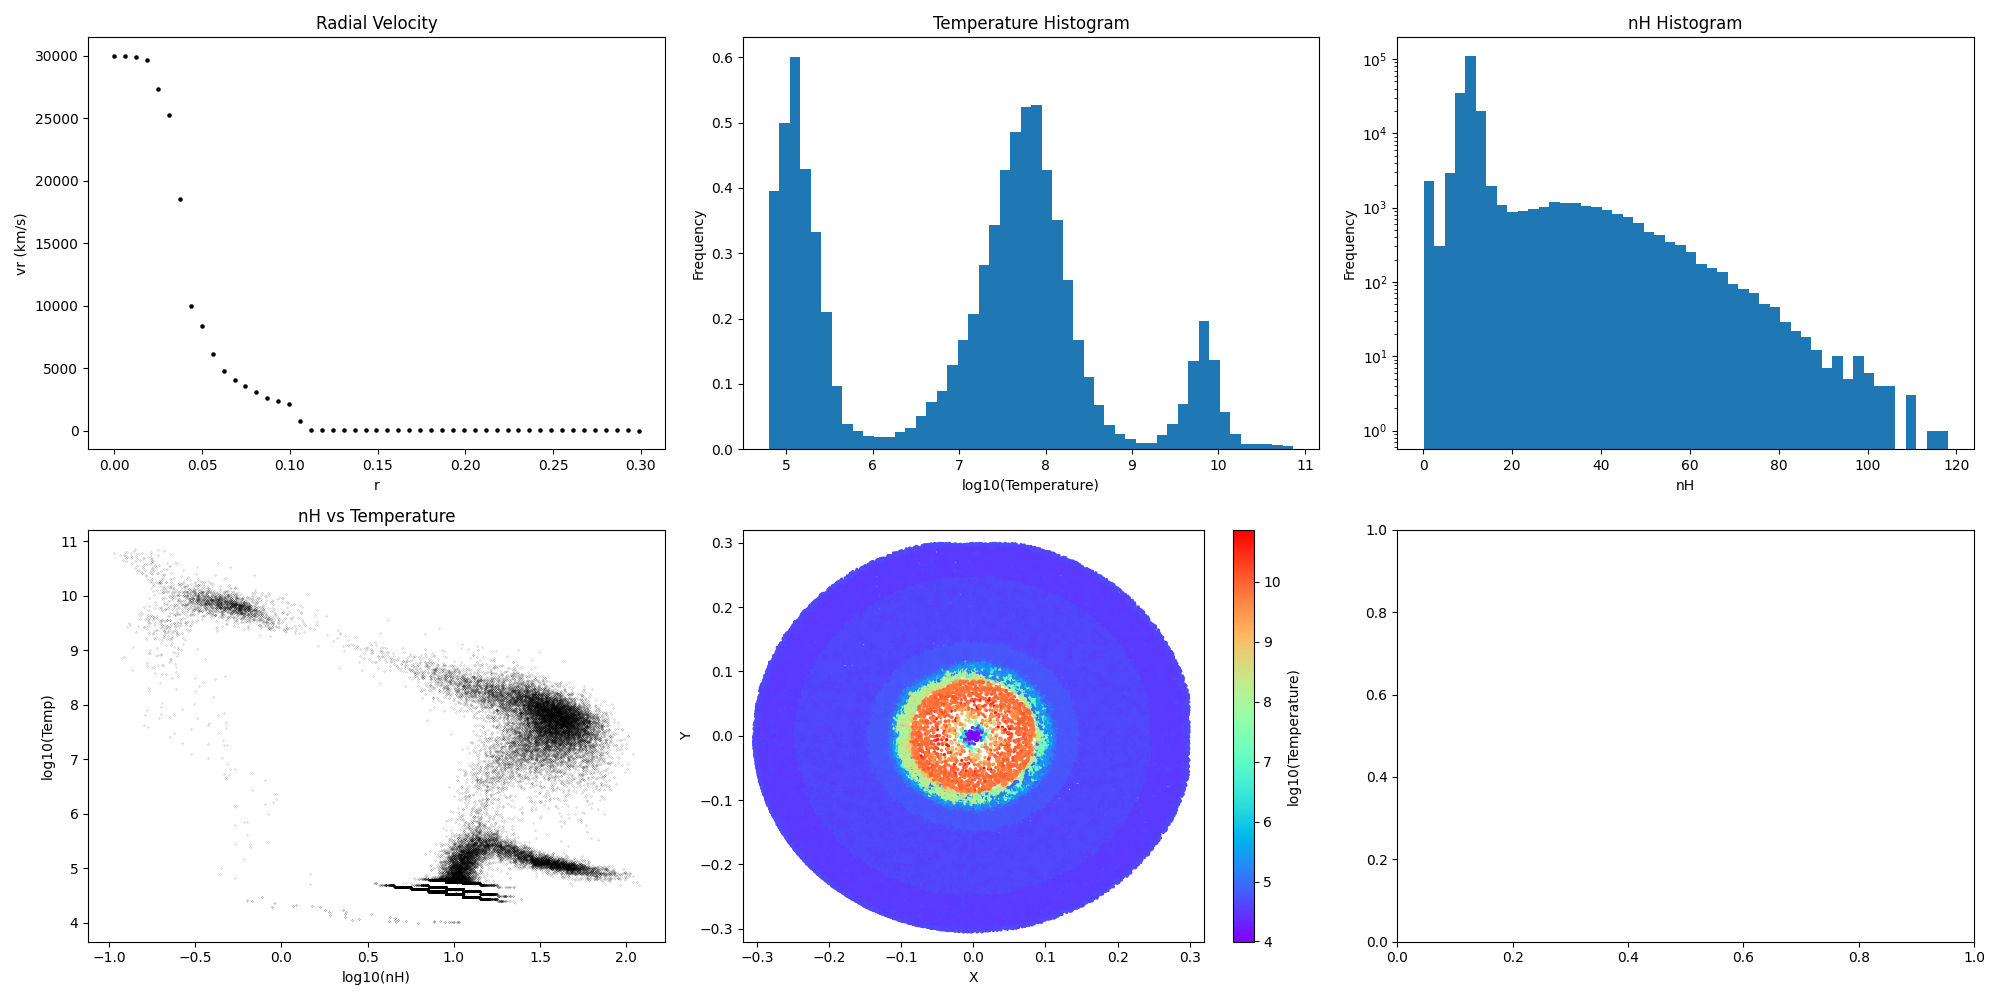 Radial Velocity
30000
25000
20000
15000
10000
5000
0
vr (km/s)
0.00 0.05 0.10 0.15 0.20 0.25 0.30
r
Temperature Histogram
0.6
0.5
0.4
0.3
0.2
0.1
0.0
Frequency
5 6 7 8 9 10 11
log10(Temperature)
nH Histogram
10^5
10^4
10^3
10^2
10^1
10^0
Frequency
0 20 40 60 80 100 120
nH
nH vs Temperature
11
10
9
8
7
6
5
4
log10(Temp)
−1.0 −0.5 0.0 0.5 1.0 1.5 2.0
log10(nH)
0.3
0.2
0.1
0.0
−0.1
−0.2
−0.3
Y
−0.3 −0.2 −0.1 0.0 0.1 0.2 0.3
X
10
9
8
7
6
5
4
log10(Temperature)
1.0
0.8
0.6
0.4
0.2
0.0
0.0 0.2 0.4 0.6 0.8 1.0